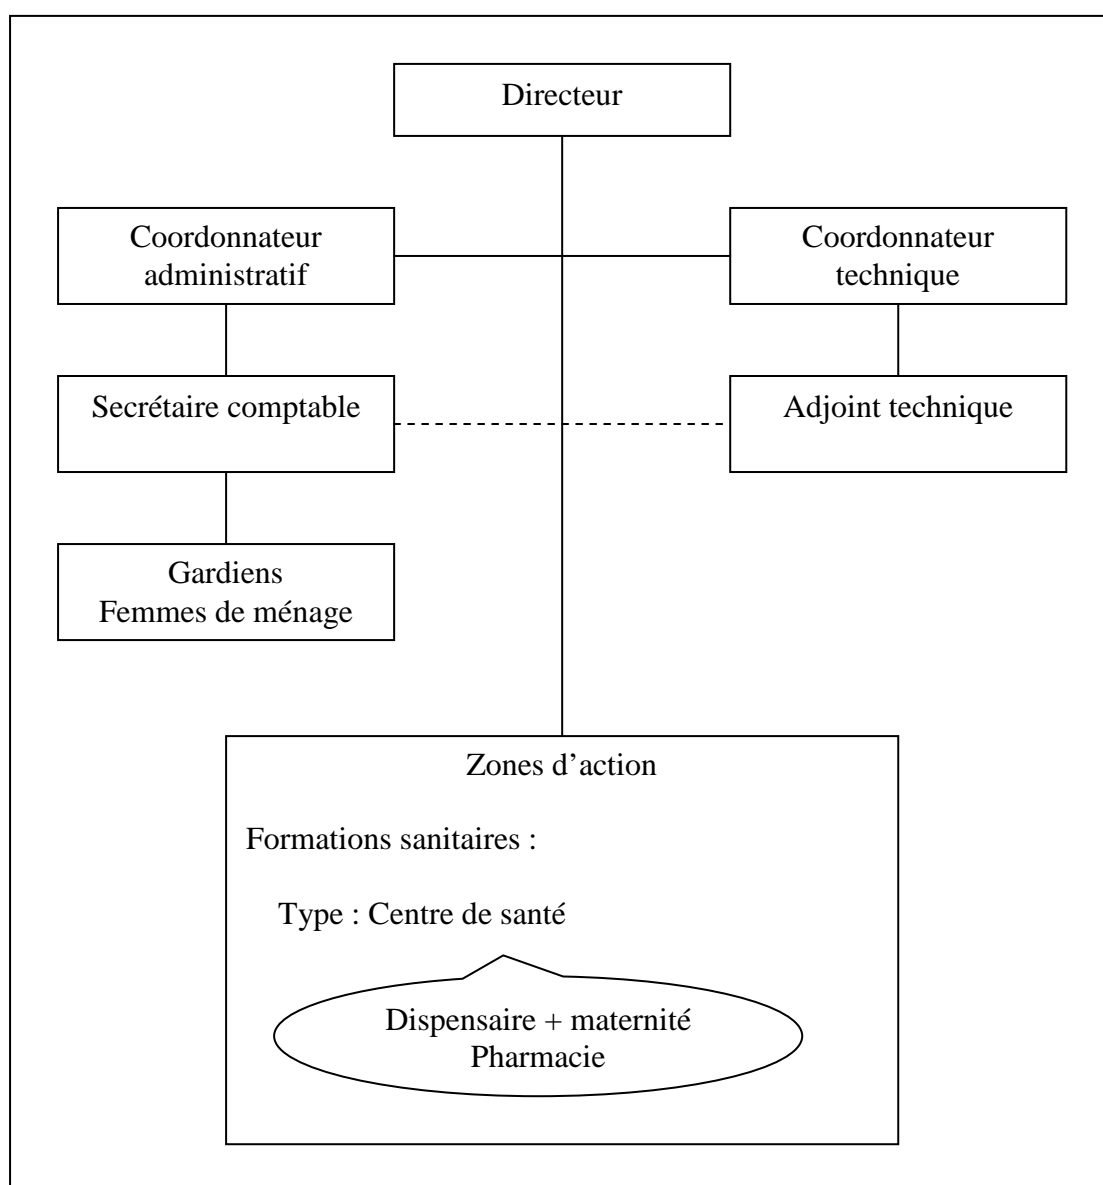 Directeur
Coordonnateur
administratif
Coordonnateur
technique
Secrétaire comptable
Adjoint technique
Gardiens
Femmes de ménage
Zones d’action
Formations sanitaires :
Type : Centre de santé
Dispensaire + maternité
Pharmacie